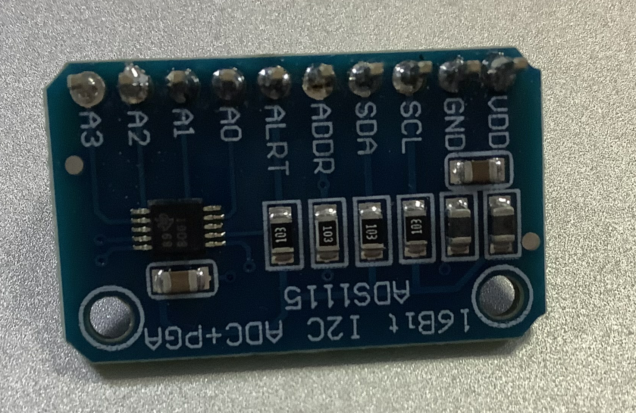 A3 A2 A1 A0 ALRT ADDR SDA SCL GND VDD
103 103 103 103
16Bit I2C ADC+PGA
ADS1115